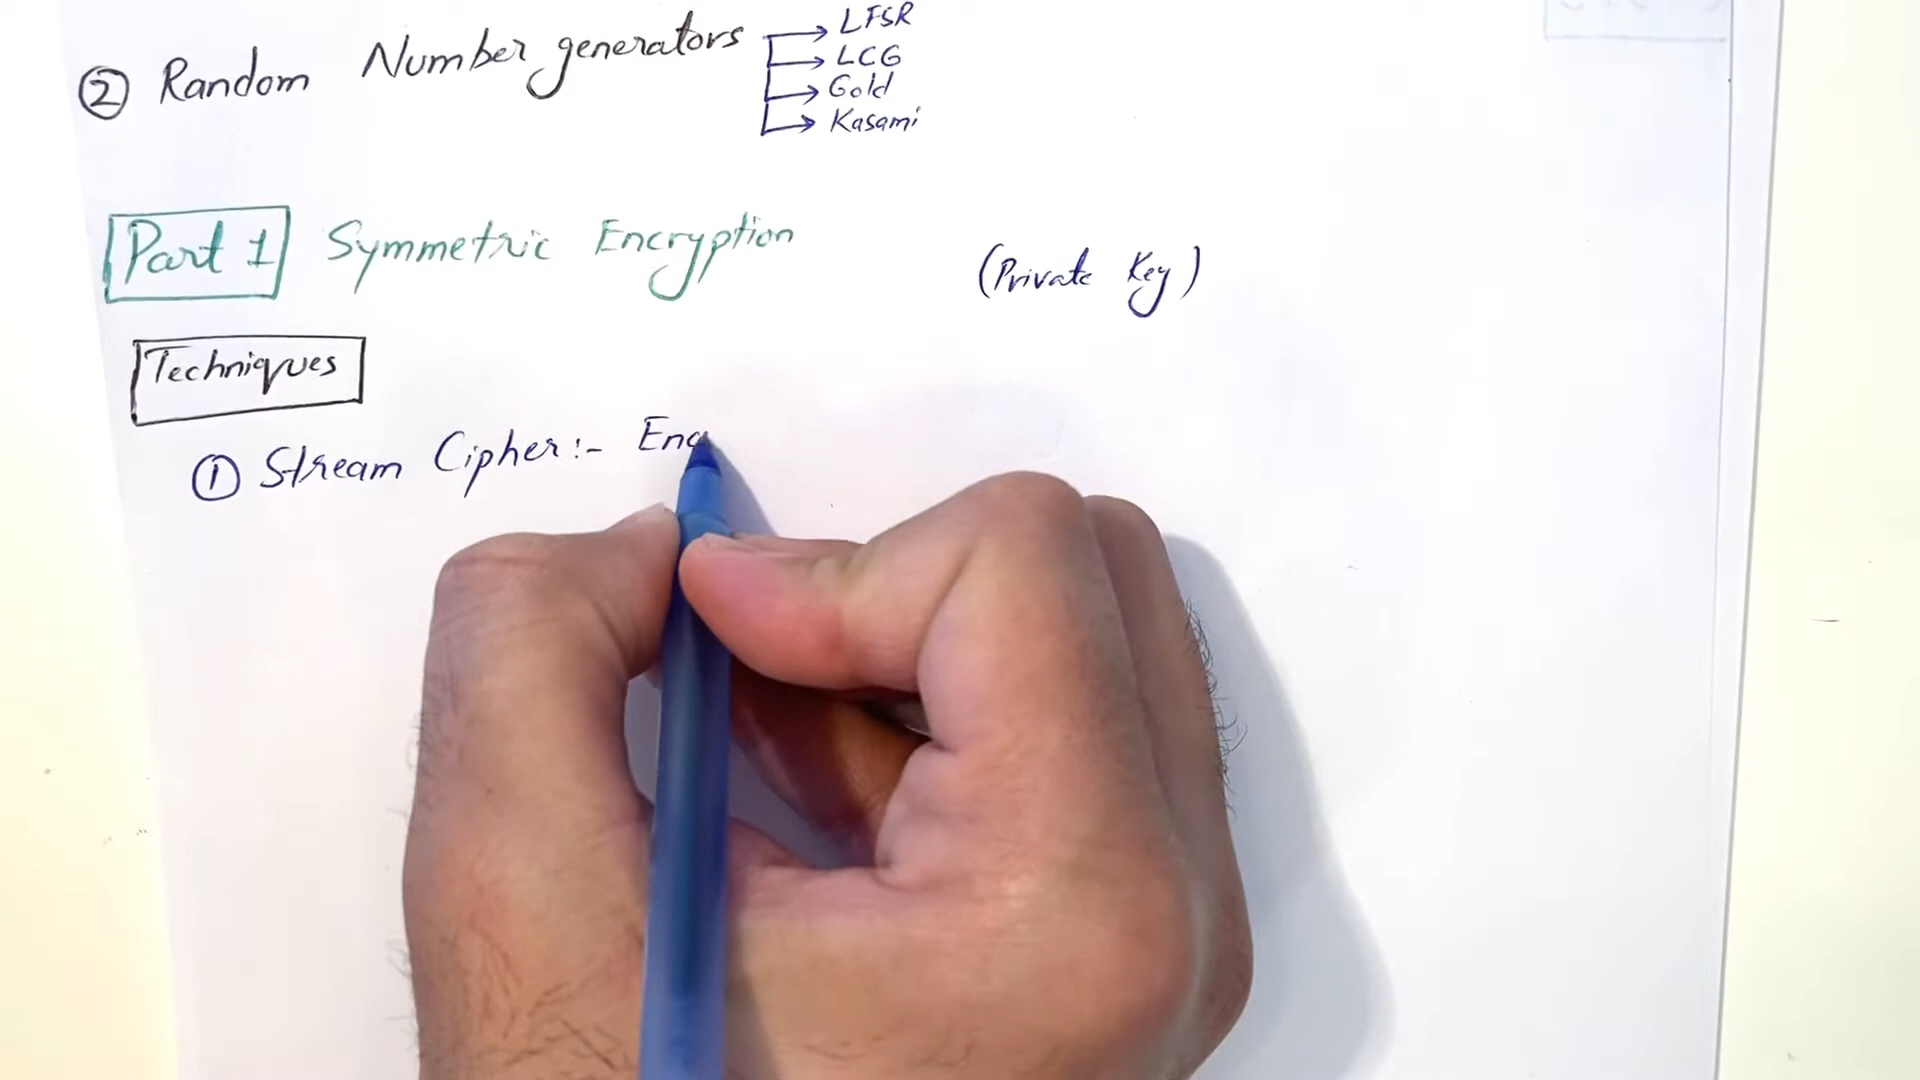 ② Random Number generators
LFSR
LCG
Gold
Kasami
Part 1 Symmetric Encryption (Private Key)
Techniques
① Stream Cipher:- Enc